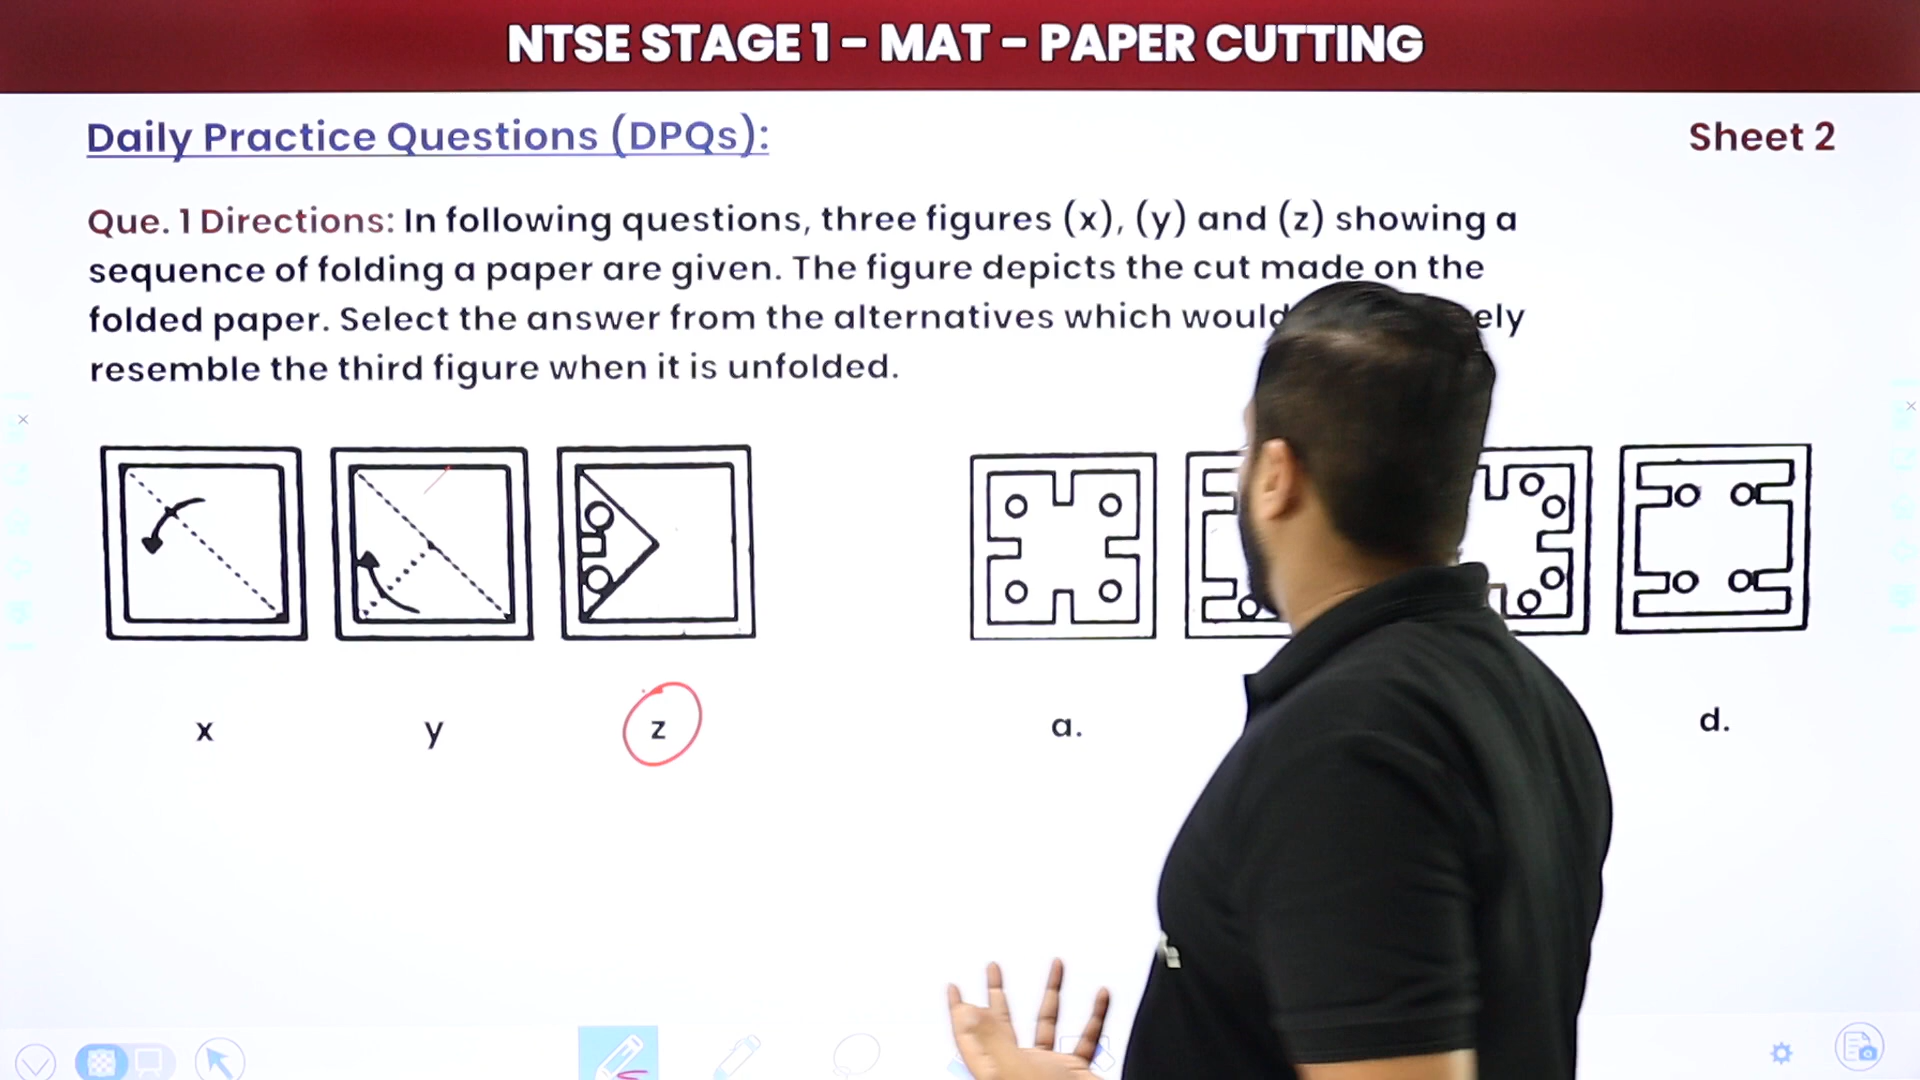 NTSE STAGE 1 – MAT – PAPER CUTTING
Daily Practice Questions (DPQs):
Sheet 2
Que. 1 Directions: In following questions, three figures (x), (y) and (z) showing a
sequence of folding a paper are given. The figure depicts the cut made on the
folded paper. Select the answer from the alternatives which would
resemble the third figure when it is unfolded.
x y z a. d.